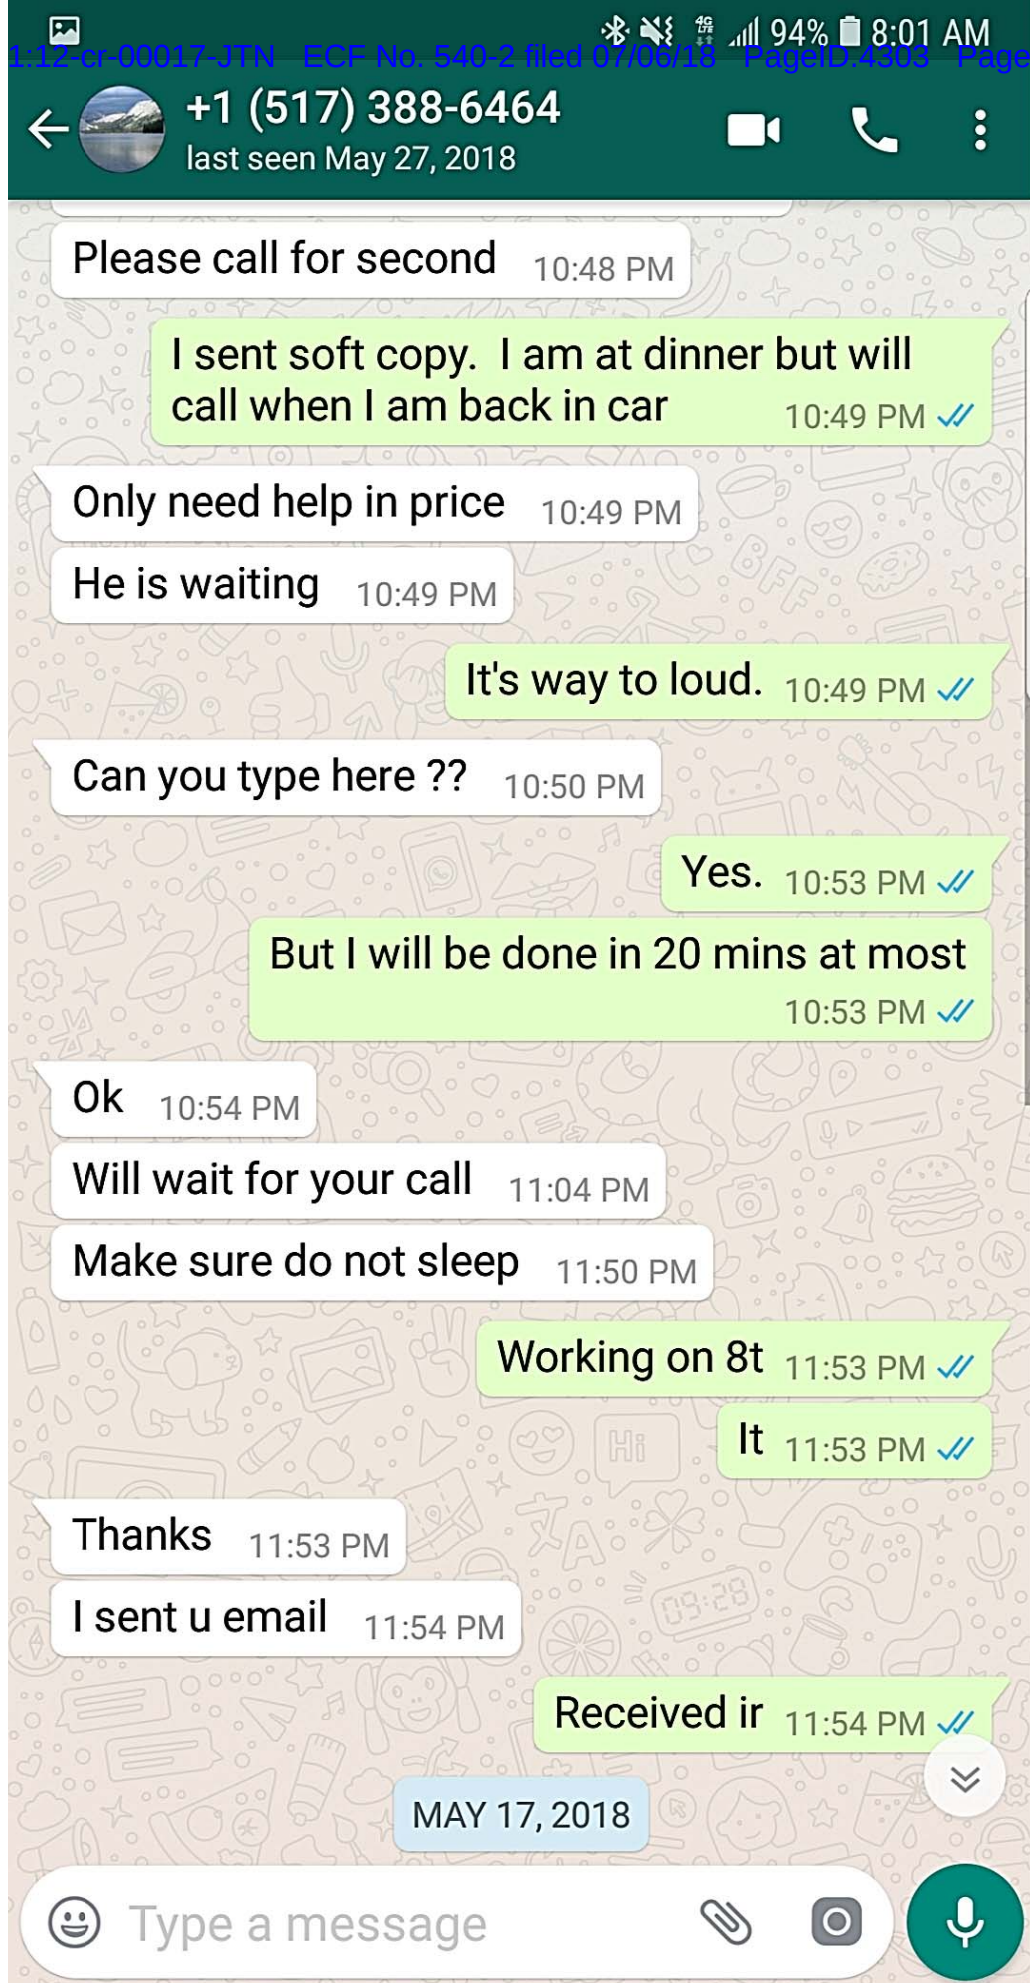 4G LTE 94% 8:01 AM
1:12-cr-00017-JTN ECF No. 540-2 filed 07/06/18 PageID.4303 Page
+1 (517) 388-6464
last seen May 27, 2018
Please call for second 10:48 PM
I sent soft copy. I am at dinner but will
call when I am back in car 10:49 PM
Only need help in price 10:49 PM
He is waiting 10:49 PM
It's way to loud. 10:49 PM
Can you type here ?? 10:50 PM
Yes. 10:53 PM
But I will be done in 20 mins at most
10:53 PM
Ok 10:54 PM
Will wait for your call 11:04 PM
Make sure do not sleep 11:50 PM
Working on 8t 11:53 PM
It 11:53 PM
Thanks 11:53 PM
I sent u email 11:54 PM
Received ir 11:54 PM
MAY 17, 2018
Type a message